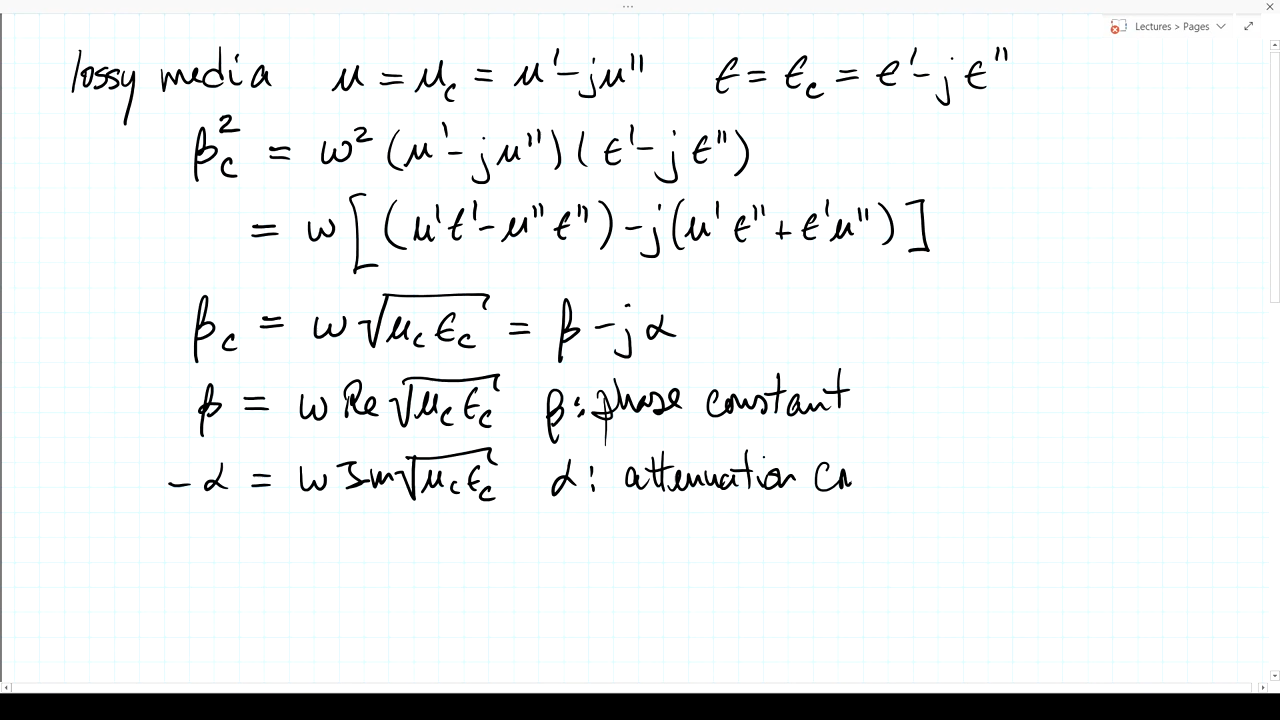 Lectures > Pages
lossy media μ = μc = μ' - jμ'' ϵ = ϵc = ϵ' - jϵ''
βc² = ω² (μ' - jμ'') (ϵ' - jϵ'')
= ω [(μ'ϵ' - μ''ϵ'') - j(μ'ϵ'' + ϵ'μ'')]
βc = ω√μcϵc = β - jα
β = ω Re √μcϵc β: phase constant
-α = ω Im √μcϵc α: attenuation co